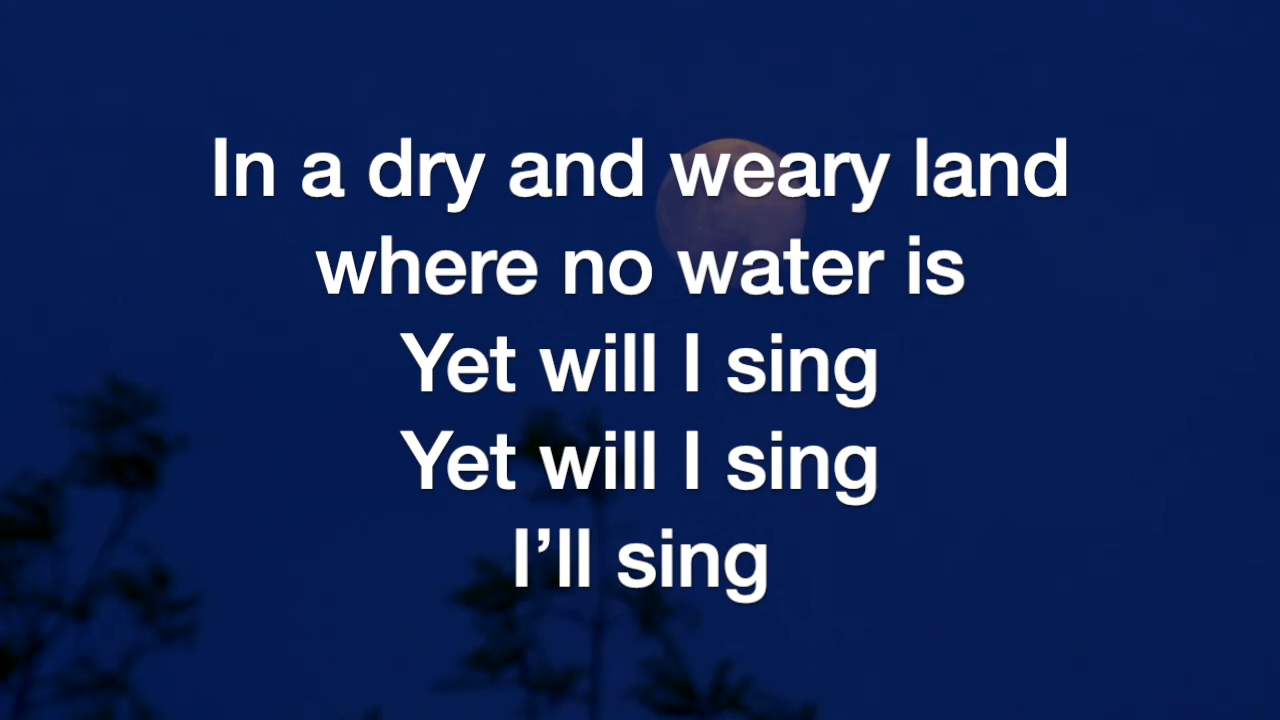 In a dry and weary land
where no water is
Yet will I sing
Yet will I sing
I’ll sing